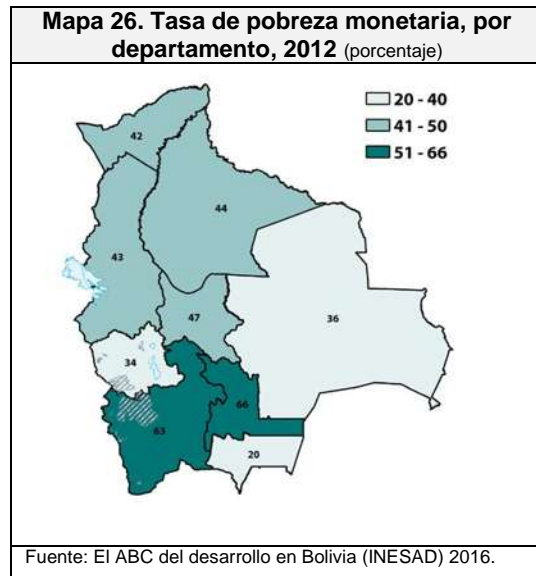 Mapa 26. Tasa de pobreza monetaria, por
departamento, 2012 (porcentaje)
20 - 40
41 - 50
51 - 66
42
44
43
36
47
34
66
63
20
Fuente: El ABC del desarrollo en Bolivia (INESAD) 2016.